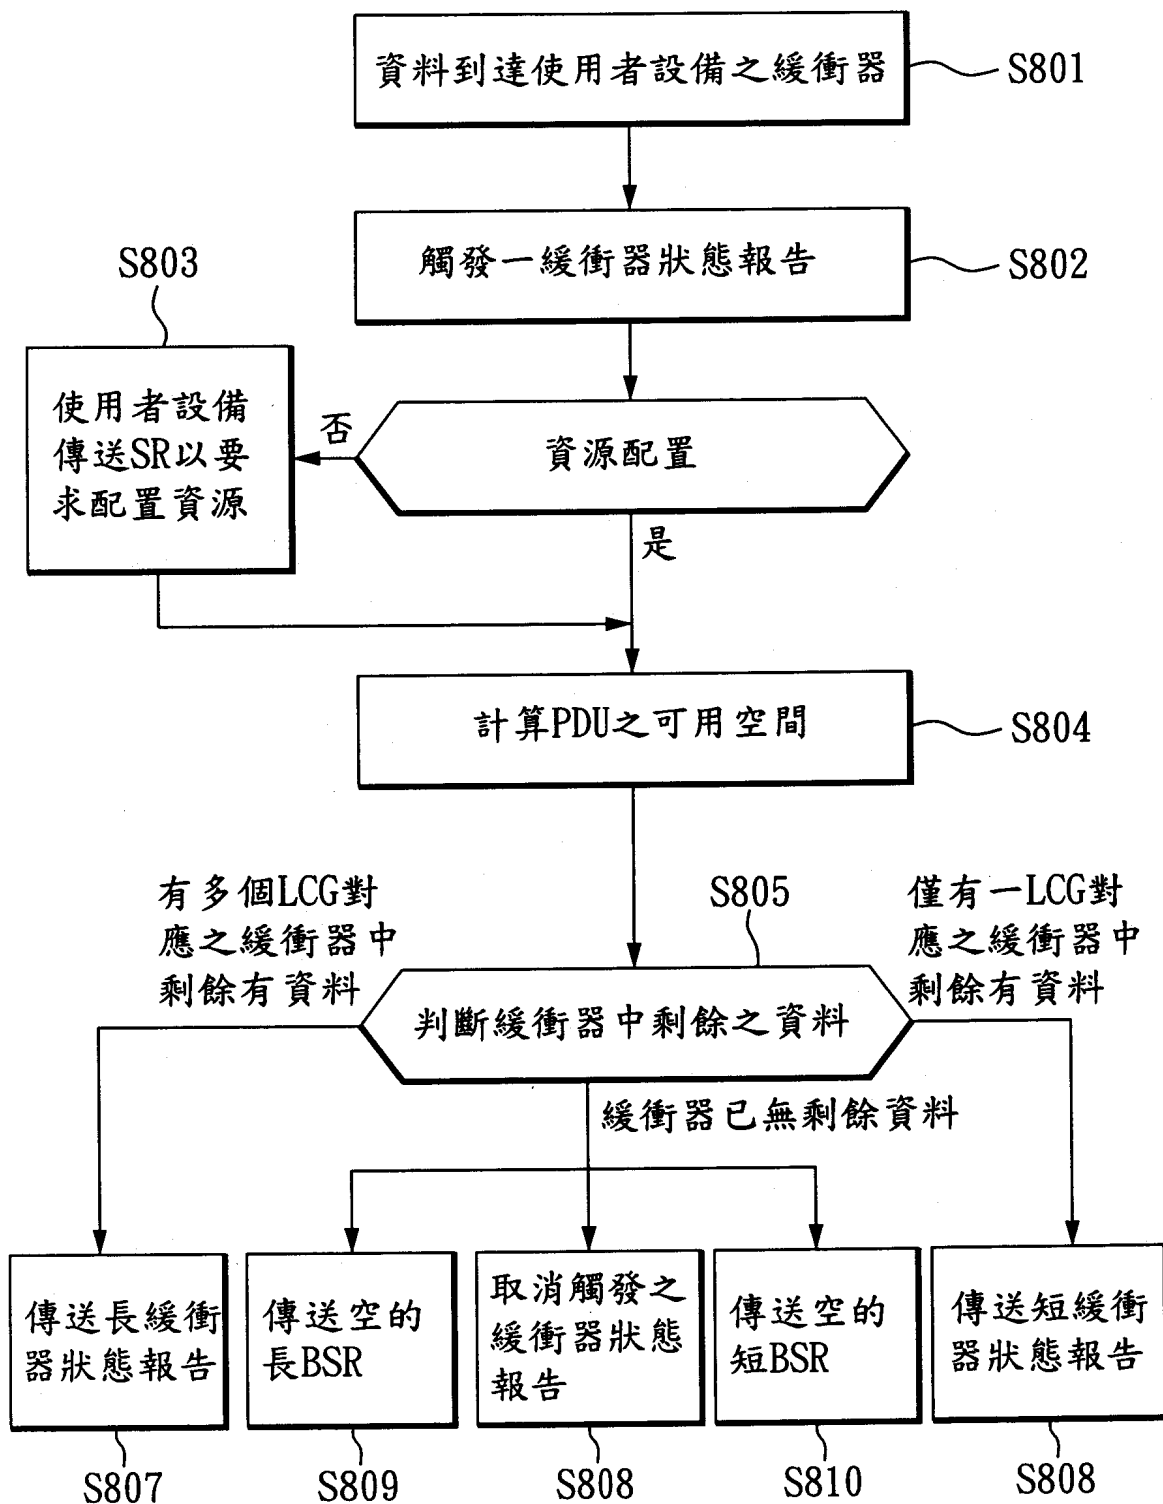 資料到達使用者設備之緩衝器
S801
觸發一緩衝器狀態報告
S802
S803
使用者設備
傳送SR以要
求配置資源
否
資源配置
是
計算PDU之可用空間
S804
有多個LCG對
應之緩衝器中
剩餘有資料
S805
僅有一LCG對
應之緩衝器中
剩餘有資料
判斷緩衝器中剩餘之資料
緩衝器已無剩餘資料
傳送長緩衝
器狀態報告
傳送空的
長BSR
取消觸發之
緩衝器狀態
報告
傳送空的
短BSR
傳送短緩衝
器狀態報告
S807
S809
S808
S810
S808